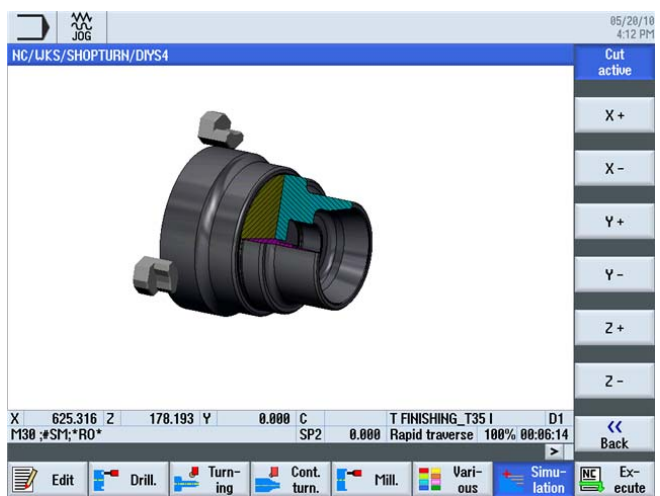 JOG
05/20/10
4:12 PM
NC/WKS/SHOPTURN/DIYS4
Cut
active
X +
X -
Y +
Y -
Z +
Z -
X 625.316 Z 178.193 Y 0.000 C T FINISHING_T35 I D1
M30 ;#SM;*RO* SP2 0.000 Rapid traverse 100% 00:06:14
<<
Back
>
Edit
Drill.
Turn-
ing
Cont.
turn.
Mill.
Vari-
ous
Simu-
lation
NC
Ex-
ecute